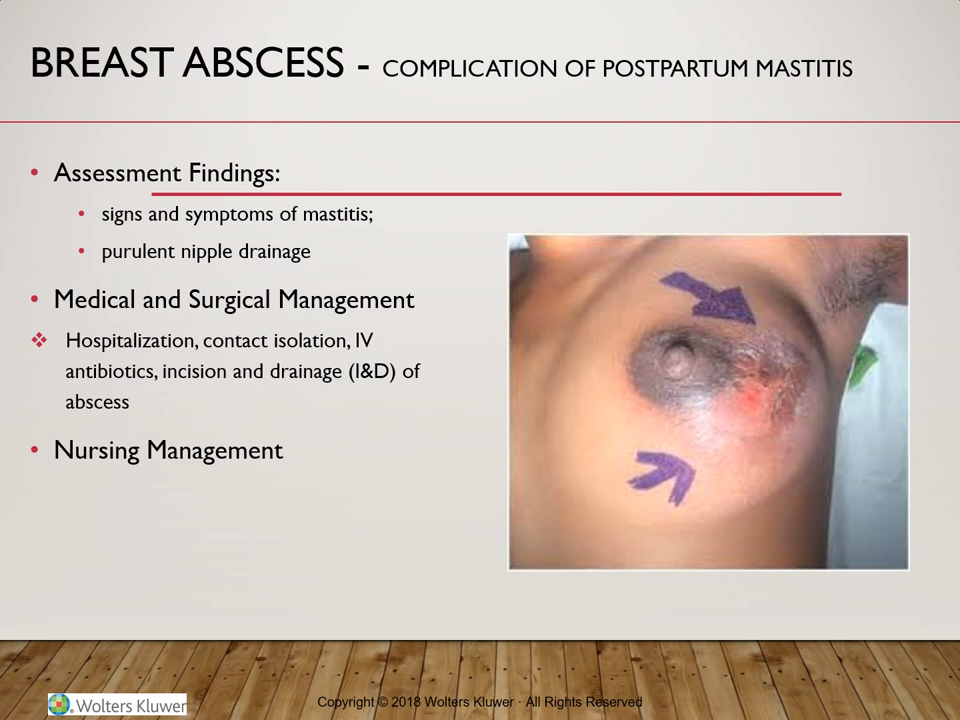 BREAST ABSCESS - COMPLICATION OF POSTPARTUM MASTITIS
• Assessment Findings:
• signs and symptoms of mastitis;
• purulent nipple drainage
• Medical and Surgical Management
❖ Hospitalization, contact isolation, IV
antibiotics, incision and drainage (I&D) of
abscess
• Nursing Management
Wolters Kluwer
Copyright © 2018 Wolters Kluwer · All Rights Reserved